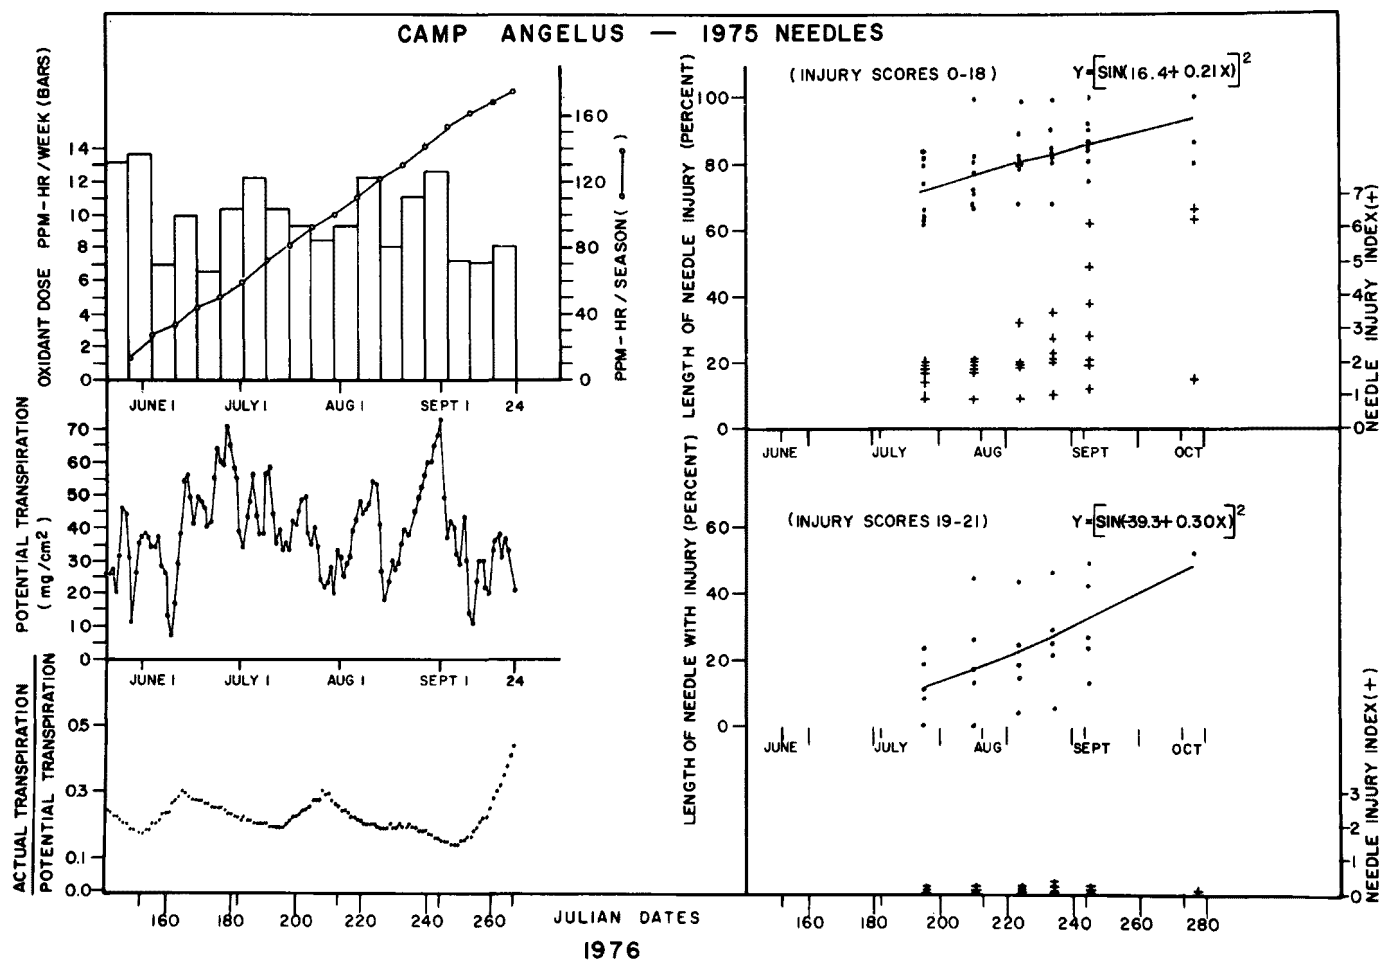 CAMP ANGELUS — 1975 NEEDLES
OXIDANT DOSE PPM-HR/WEEK (BARS)
14
12
10
8
6
4
2
0
160
120
80
40
0
PPM-HR/SEASON( )
JUNE 1 JULY 1 AUG 1 SEPT 1 24
POTENTIAL TRANSPIRATION
(mg/cm2)
70
60
50
40
30
20
10
0
JUNE 1 JULY 1 AUG 1 SEPT 1 24
ACTUAL TRANSPIRATION
POTENTIAL TRANSPIRATION
0.5
0.3
0.1
0.0
160 180 200 220 240 260 JULIAN DATES
1976
(INJURY SCORES 0-18) Y=[SIN(16.4+0.21X)]2
LENGTH OF NEEDLE INJURY (PERCENT)
100
80
60
40
20
0
7
6
5
4
3
2
1
0
NEEDLE INJURY INDEX(+)
JUNE JULY AUG SEPT OCT
(INJURY SCORES 19-21) Y=[SIN(-39.3+0.30X)]2
LENGTH OF NEEDLE WITH INJURY (PERCENT)
60
40
20
0
JUNE JULY AUG SEPT OCT
3
2
1
0
NEEDLE INJURY INDEX(+)
160 180 200 220 240 260 280